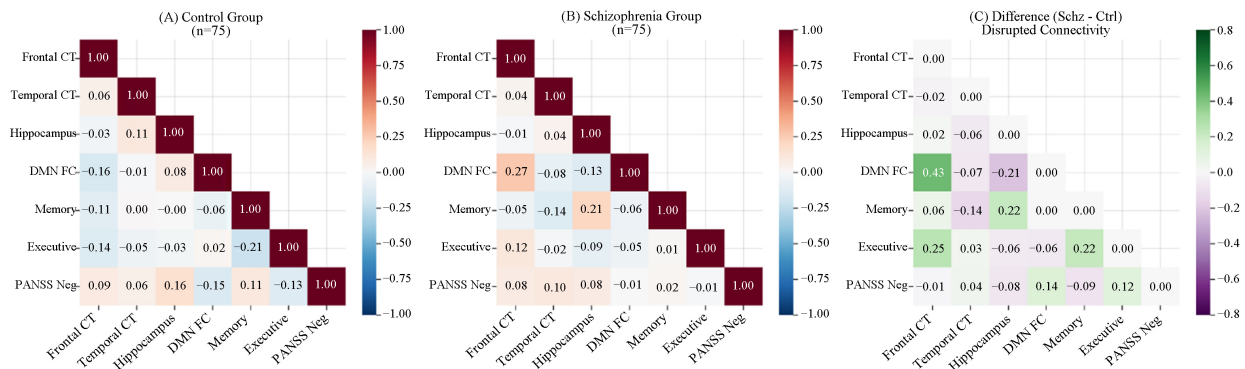 (A) Control Group
(n=75)
Frontal CT
Temporal CT
Hippocampus
DMN FC
Memory
Executive
PANSS Neg
1.00
0.06 1.00
−0.03 0.11 1.00
−0.16 −0.01 0.08 1.00
−0.11 0.00 −0.00 −0.06 1.00
−0.14 −0.05 −0.03 0.02 −0.21 1.00
0.09 0.06 0.16 −0.15 0.11 −0.13 1.00
Frontal CT
Temporal CT
Hippocampus
DMN FC
Memory
Executive
PANSS Neg
1.00
0.75
0.50
0.25
0.00
−0.25
−0.50
−0.75
−1.00
(B) Schizophrenia Group
(n=75)
Frontal CT
Temporal CT
Hippocampus
DMN FC
Memory
Executive
PANSS Neg
1.00
0.04 1.00
−0.01 0.04 1.00
0.27 −0.08 −0.13 1.00
−0.05 −0.14 0.21 −0.06 1.00
0.12 −0.02 −0.09 −0.05 0.01 1.00
0.08 0.10 0.08 −0.01 0.02 −0.01 1.00
Frontal CT
Temporal CT
Hippocampus
DMN FC
Memory
Executive
PANSS Neg
1.00
0.75
0.50
0.25
0.00
−0.25
−0.50
−0.75
−1.00
(C) Difference (Schz - Ctrl)
Disrupted Connectivity
Frontal CT
Temporal CT
Hippocampus
DMN FC
Memory
Executive
PANSS Neg
0.00
−0.02 0.00
0.02 −0.06 0.00
0.43 −0.07 −0.21 0.00
0.06 −0.14 0.22 0.00 0.00
0.25 0.03 −0.06 −0.06 0.22 0.00
−0.01 0.04 −0.08 0.14 −0.09 0.12 0.00
Frontal CT
Temporal CT
Hippocampus
DMN FC
Memory
Executive
PANSS Neg
0.8
0.6
0.4
0.2
0.0
−0.2
−0.4
−0.6
−0.8